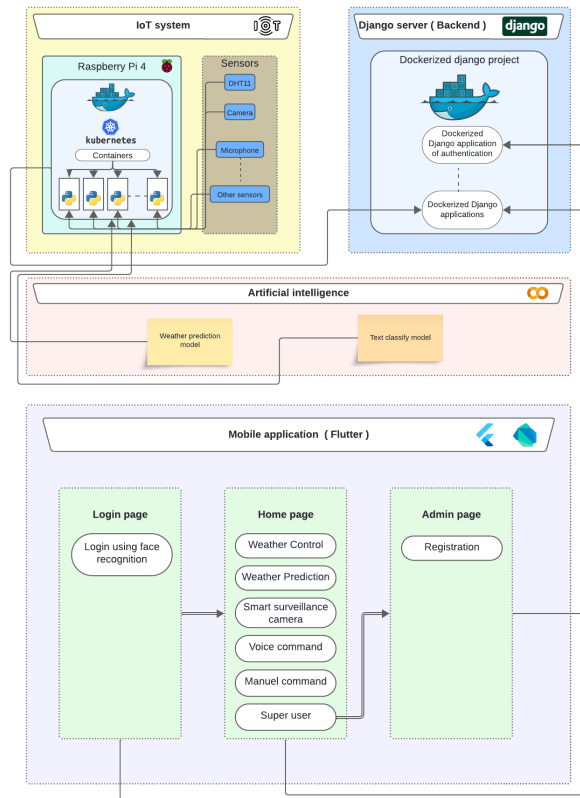 IoT system
IOT
Raspberry Pi 4
kubernetes
Containers
Sensors
DHT11
Camera
Microphone
Other sensors
Django server ( Backend )
django
Dockerized django project
Dockerized
Django application
of authentication
Dockerized Django
applications
Artificial intelligence
Weather prediction
model
Text classify model
Mobile application ( Flutter )
Login page
Login using face
recognition
Home page
Weather Control
Weather Prediction
Smart surveillance
camera
Voice command
Manuel command
Super user
Admin page
Registration